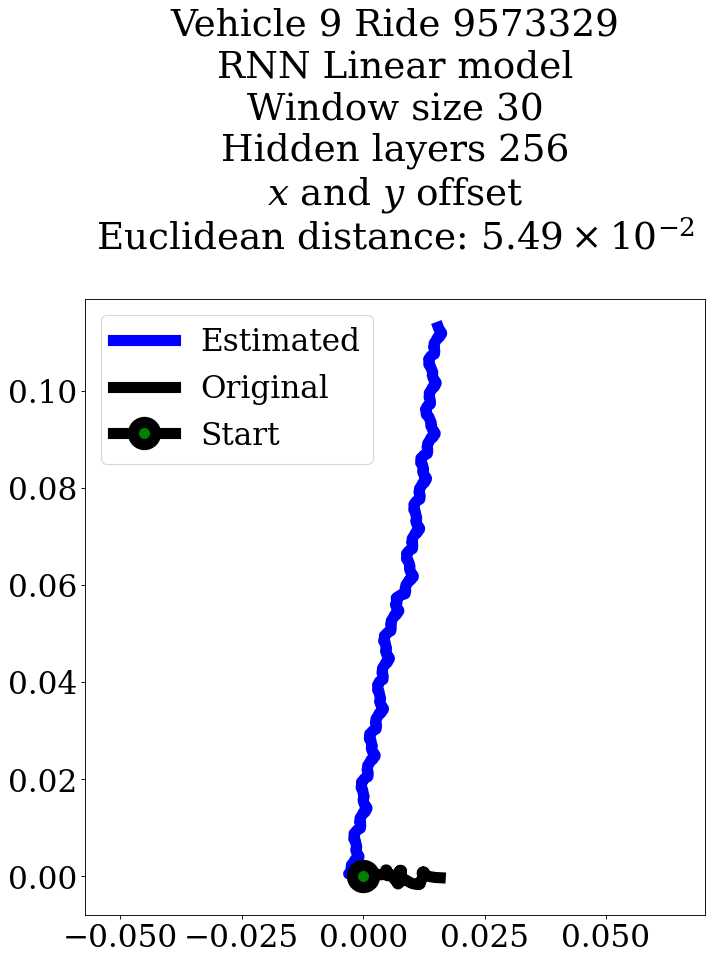 Vehicle 9 Ride 9573329
RNN Linear model
Window size 30
Hidden layers 256
x and y offset
Euclidean distance: 5.49 × 10⁻²
Estimated
Original
Start
0.10
0.08
0.06
0.04
0.02
0.00
−0.050 −0.025 0.000 0.025 0.050